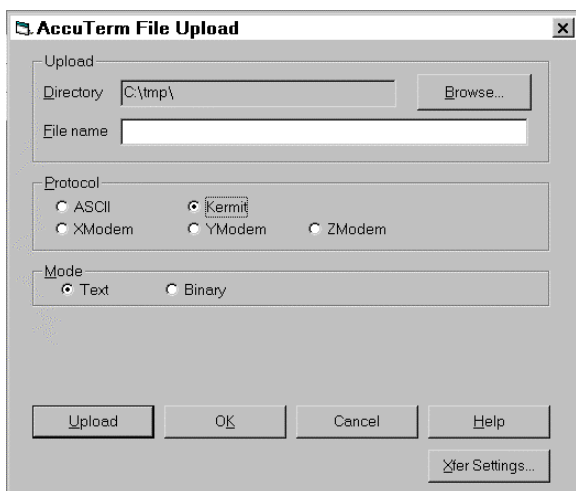 AccuTerm File Upload
Upload
Directory C:\tmp\ Browse...
File name
Protocol
ASCII Kermit
XModem YModem ZModem
Mode
Text Binary
Upload OK Cancel Help
Xfer Settings...